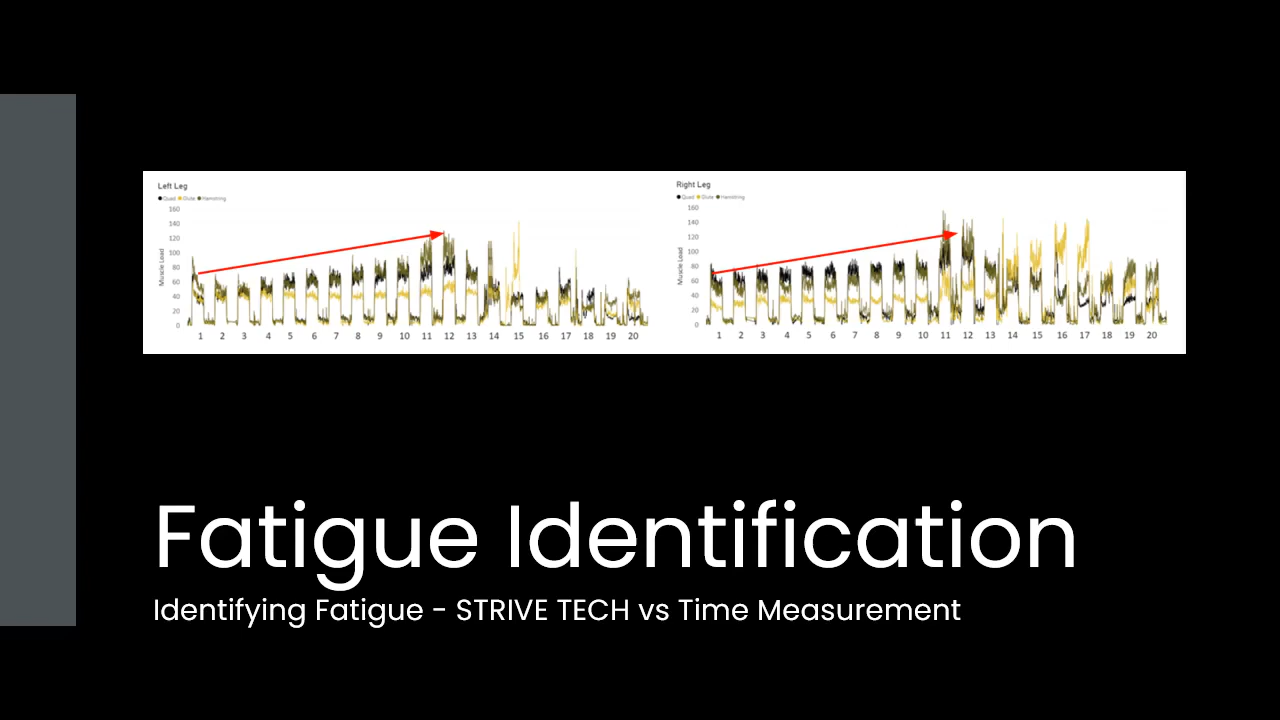 Left Leg
Quad Glute Hamstring
160
140
120
100
80
60
40
20
0
Muscle Load
1 2 3 4 5 6 7 8 9 10 11 12 13 14 15 16 17 18 19 20
Right Leg
Quad Glute Hamstring
160
140
120
100
80
60
40
20
0
Muscle Load
1 2 3 4 5 6 7 8 9 10 11 12 13 14 15 16 17 18 19 20
Fatigue Identification
Identifying Fatigue - STRIVE TECH vs Time Measurement